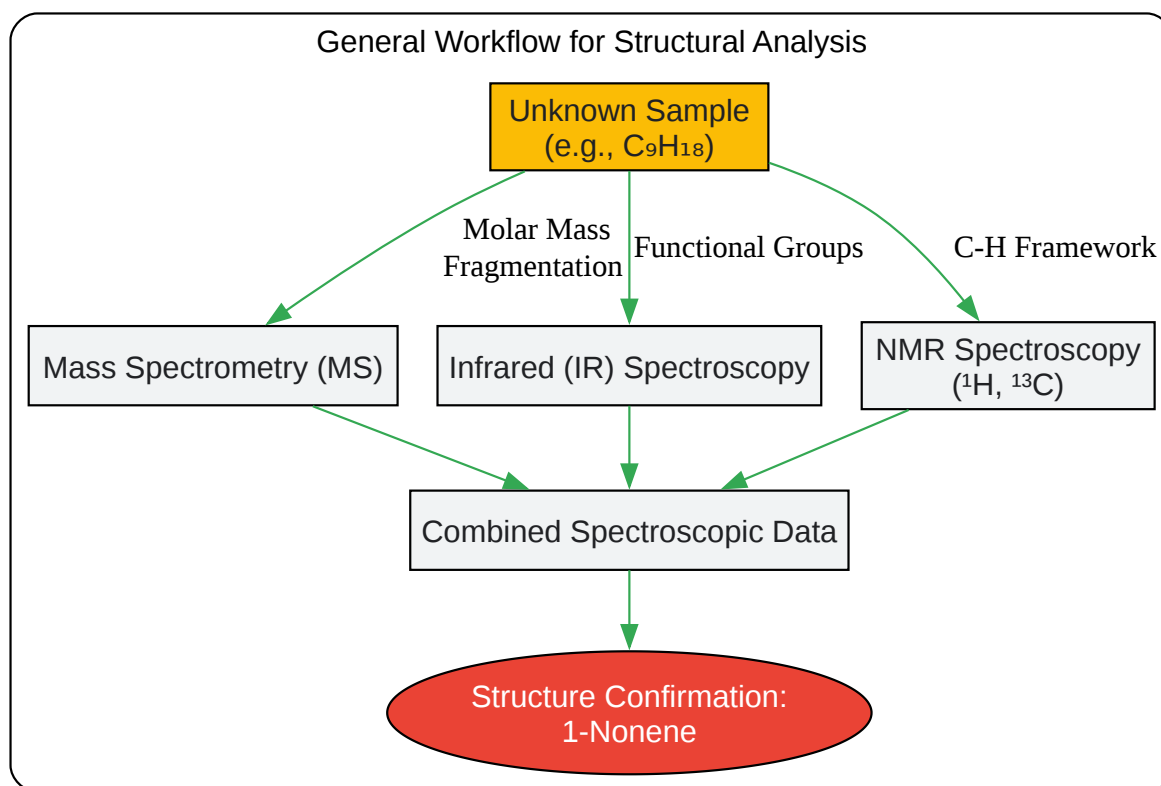 General Workflow for Structural Analysis
Unknown Sample
(e.g., C₉H₁₈)
Molar Mass
Fragmentation
Functional Groups
C-H Framework
Mass Spectrometry (MS)
Infrared (IR) Spectroscopy
NMR Spectroscopy
(¹H, ¹³C)
Combined Spectroscopic Data
Structure Confirmation:
1-Nonene